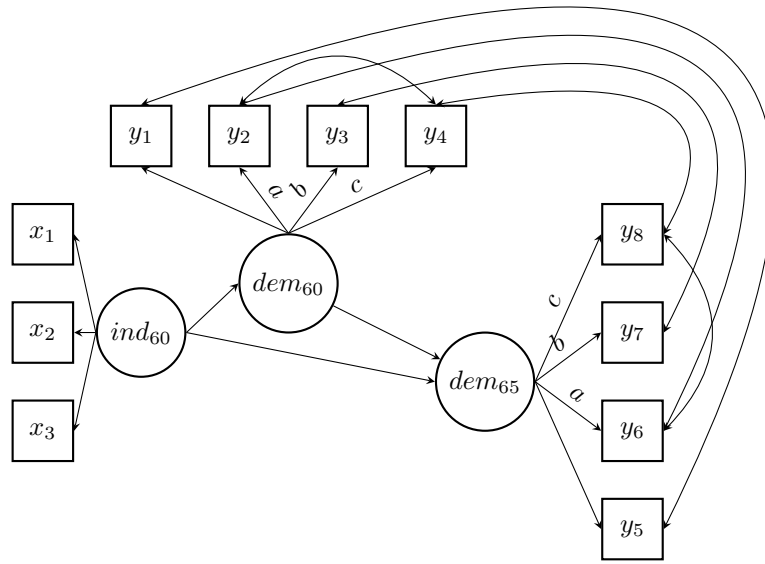 y₁ y₂ y₃ y₄
a b c
x₁
x₂
x₃
ind₆₀
dem₆₀
dem₆₅
c
b
a
y₈
y₇
y₆
y₅